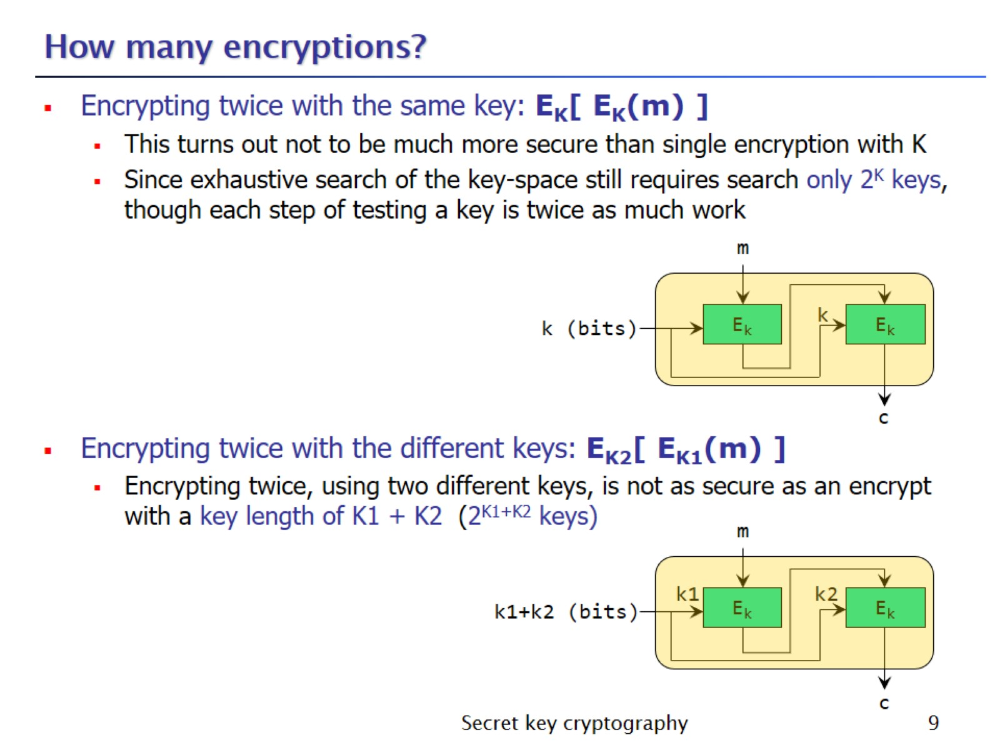 How many encryptions?
Encrypting twice with the same key: E_K[ E_K(m) ]
This turns out not to be much more secure than single encryption with K
Since exhaustive search of the key-space still requires search only 2^K keys,
though each step of testing a key is twice as much work
m
k (bits)
E_k
k
E_k
c
Encrypting twice with the different keys: E_K2[ E_K1(m) ]
Encrypting twice, using two different keys, is not as secure as an encrypt
with a key length of K1 + K2 (2^K1+K2 keys)
m
k1+k2 (bits)
k1
E_k
k2
E_k
c
Secret key cryptography
9